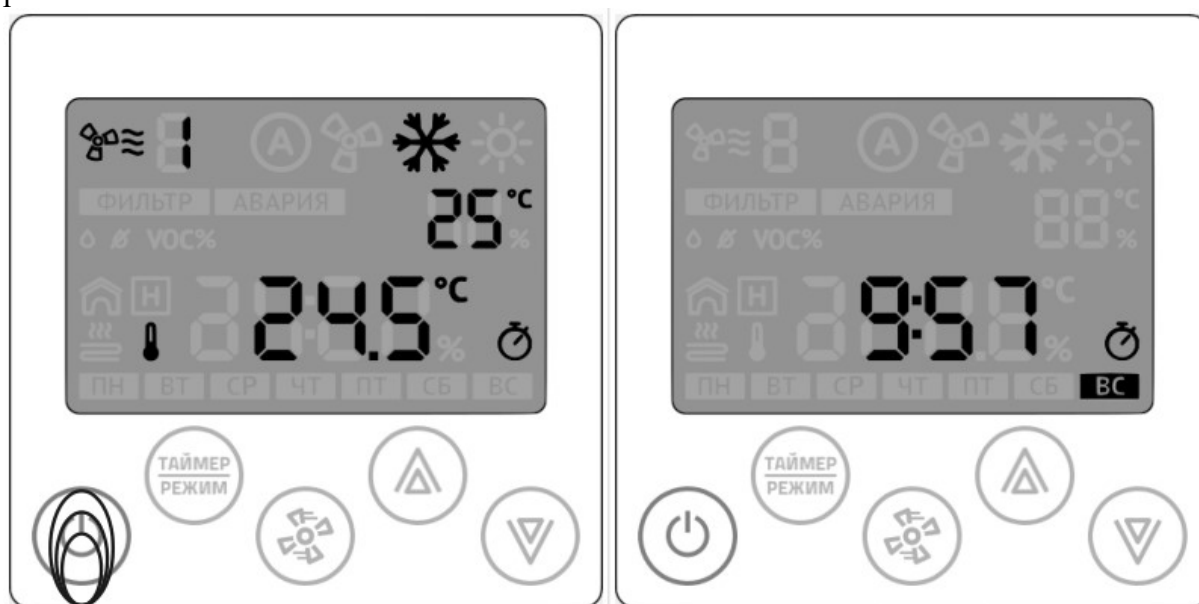 1 A
ФИЛЬТР АВАРИЯ 25 °C
VOC% %
H 24.5 °C
%
ПН ВТ СР ЧТ ПТ СБ ВС
ТАЙМЕР
РЕЖИМ
8 A
ФИЛЬТР АВАРИЯ 88 °C
VOC% %
H 9:57 °C
%
ПН ВТ СР ЧТ ПТ СБ ВС
ТАЙМЕР
РЕЖИМ